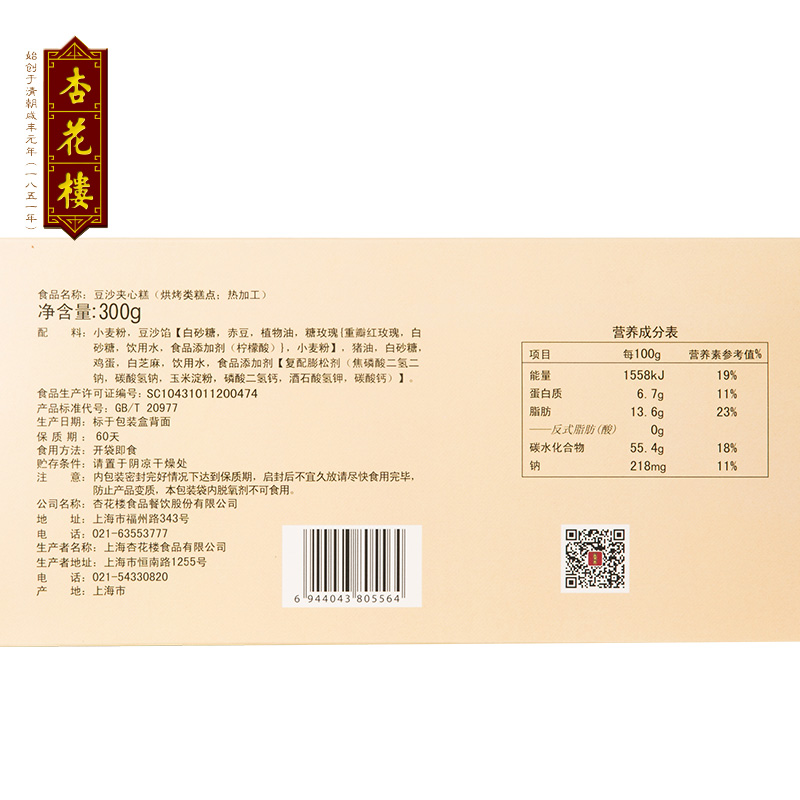 始创于清朝咸丰元年(一八五一年)
杏花樓
食品名称: 豆沙夹心糕 (烘烤类糕点; 热加工)
净含量:300g
配 料: 小麦粉, 豆沙馅【白砂糖, 赤豆, 植物油, 糖玫瑰{重瓣红玫瑰, 白
砂糖, 饮用水, 食品添加剂 (柠檬酸) }, 小麦粉】, 猪油, 白砂糖,
鸡蛋, 白芝麻, 饮用水, 食品添加剂【复配膨松剂 (焦磷酸二氢二
钠, 碳酸氢钠, 玉米淀粉, 磷酸二氢钙, 酒石酸氢钾, 碳酸钙) 】。
食品生产许可证编号: SC10431011200474
产品标准代号: GB/T 20977
生产日期: 标于包装盒背面
保 质 期: 60天
食用方法: 开袋即食
贮存条件: 请置于阴凉干燥处
注 意: 内包装密封完好情况下达到保质期, 启封后不宜久放请尽快食用完毕,
防止产品变质, 本包装袋内脱氧剂不可食用。
公司名称: 杏花楼食品餐饮股份有限公司
地 址: 上海市福州路343号
电 话: 021-63553777
生产者名称: 上海杏花楼食品有限公司
生产者地址: 上海市恒南路1255号
电 话: 021-54330820
产 地: 上海市
营养成分表
项目 每100g 营养素参考值%
能量 1558kJ 19%
蛋白质 6.7g 11%
脂肪 13.6g 23%
——反式脂肪(酸) 0g
碳水化合物 55.4g 18%
钠 218mg 11%
6 944043 805564